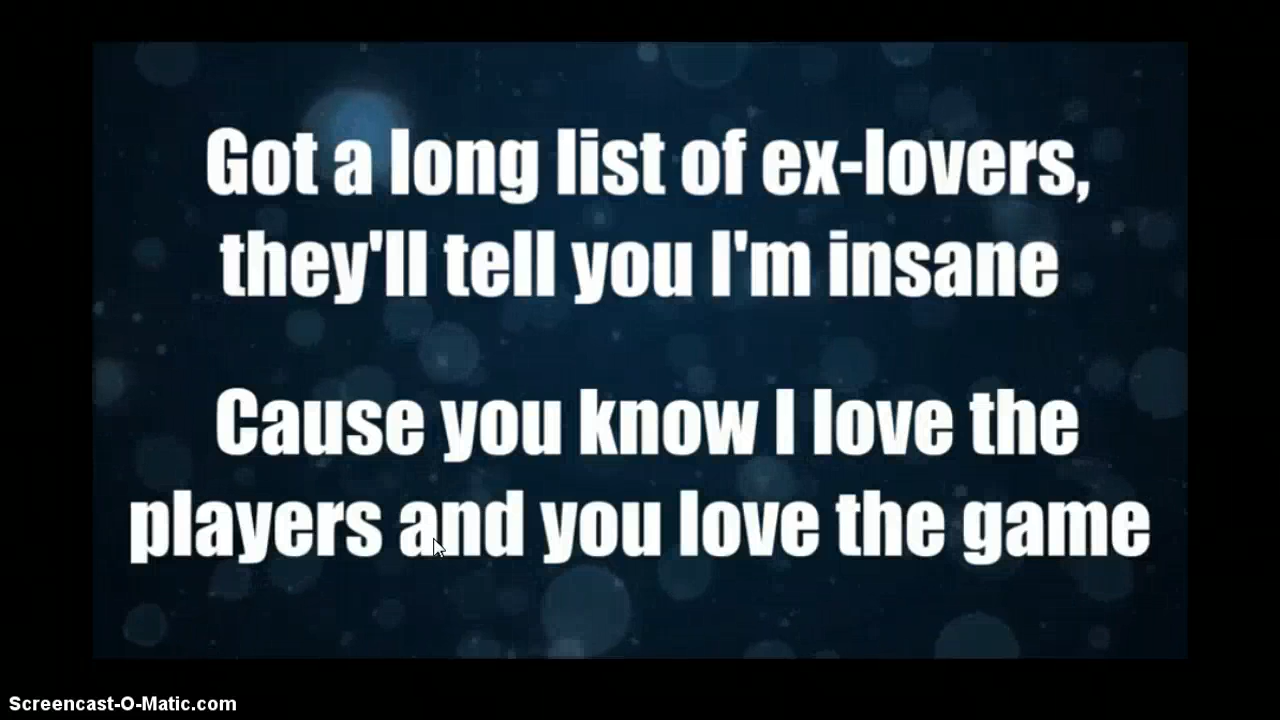 Got a long list of ex-lovers,
they'll tell you I'm insane
Cause you know I love the
players and you love the game
Screencast-O-Matic.com